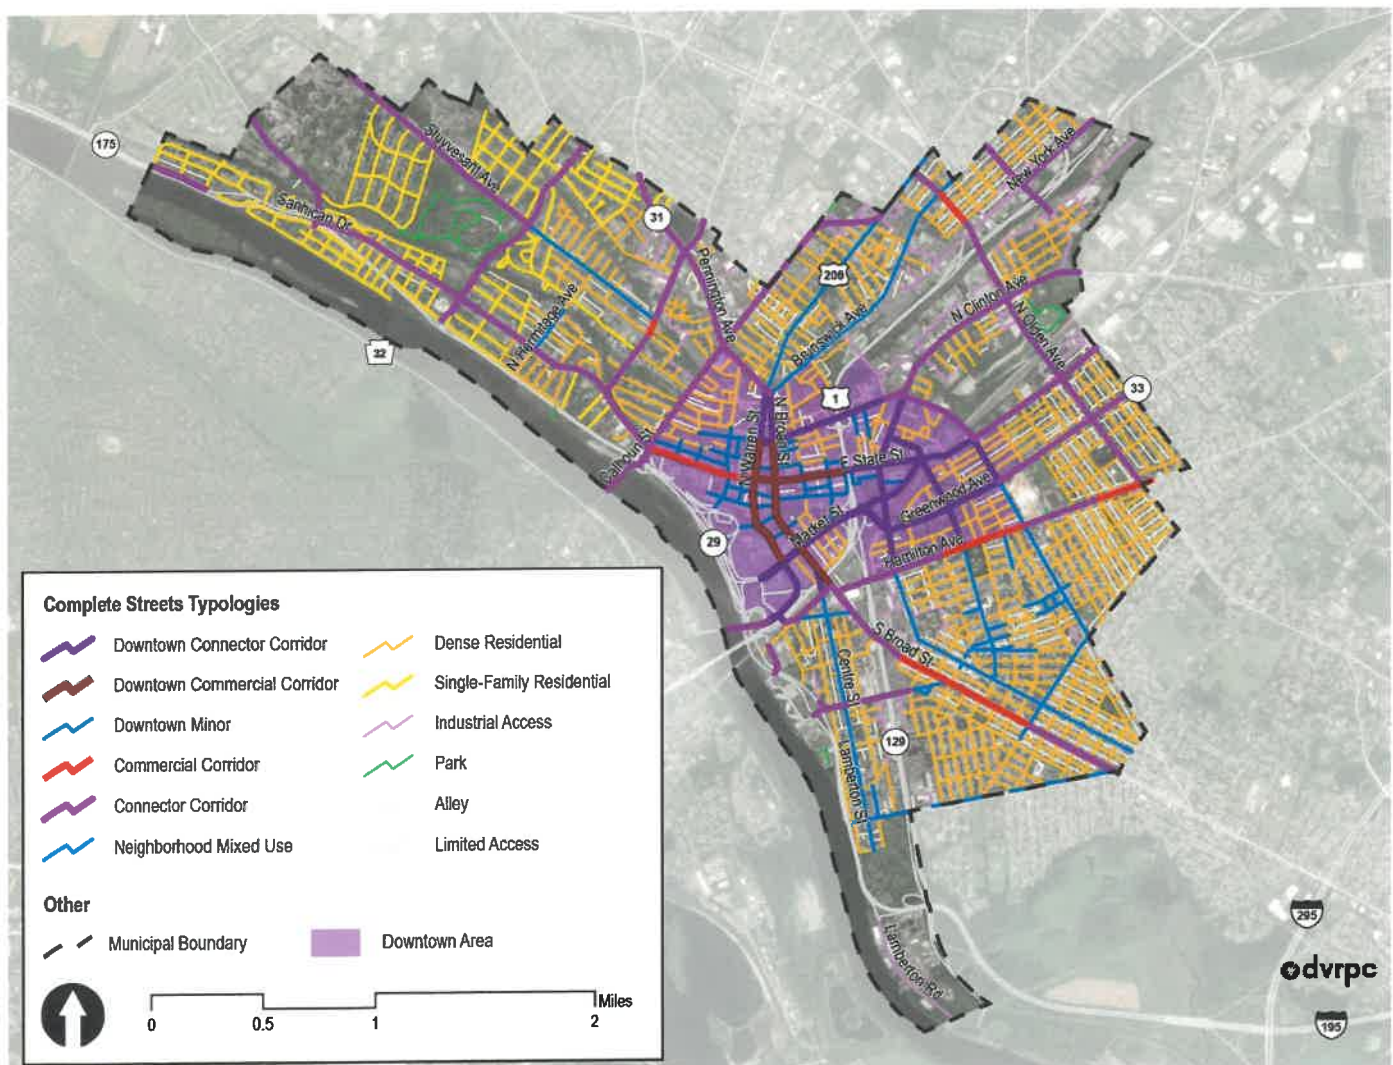 175
Stuyvesant Ave
Sanhican Dr
31
Pennington Ave
206
New York Ave
N Clinton Ave
N Olden Ave
Brunswick Ave
N Hermitage Ave
32
33
1
N Warren St
N Broad St
Calhoun St
E State St
Greenwood Ave
Market St
Hamilton Ave
29
S Broad St
Centre St
129
Lamberton St
Lamberton Rd
295
dvrpc
195
Complete Streets Typologies
Downtown Connector Corridor
Downtown Commercial Corridor
Downtown Minor
Commercial Corridor
Connector Corridor
Neighborhood Mixed Use
Dense Residential
Single-Family Residential
Industrial Access
Park
Alley
Limited Access
Other
Municipal Boundary
Downtown Area
Miles
0 0.5 1 2